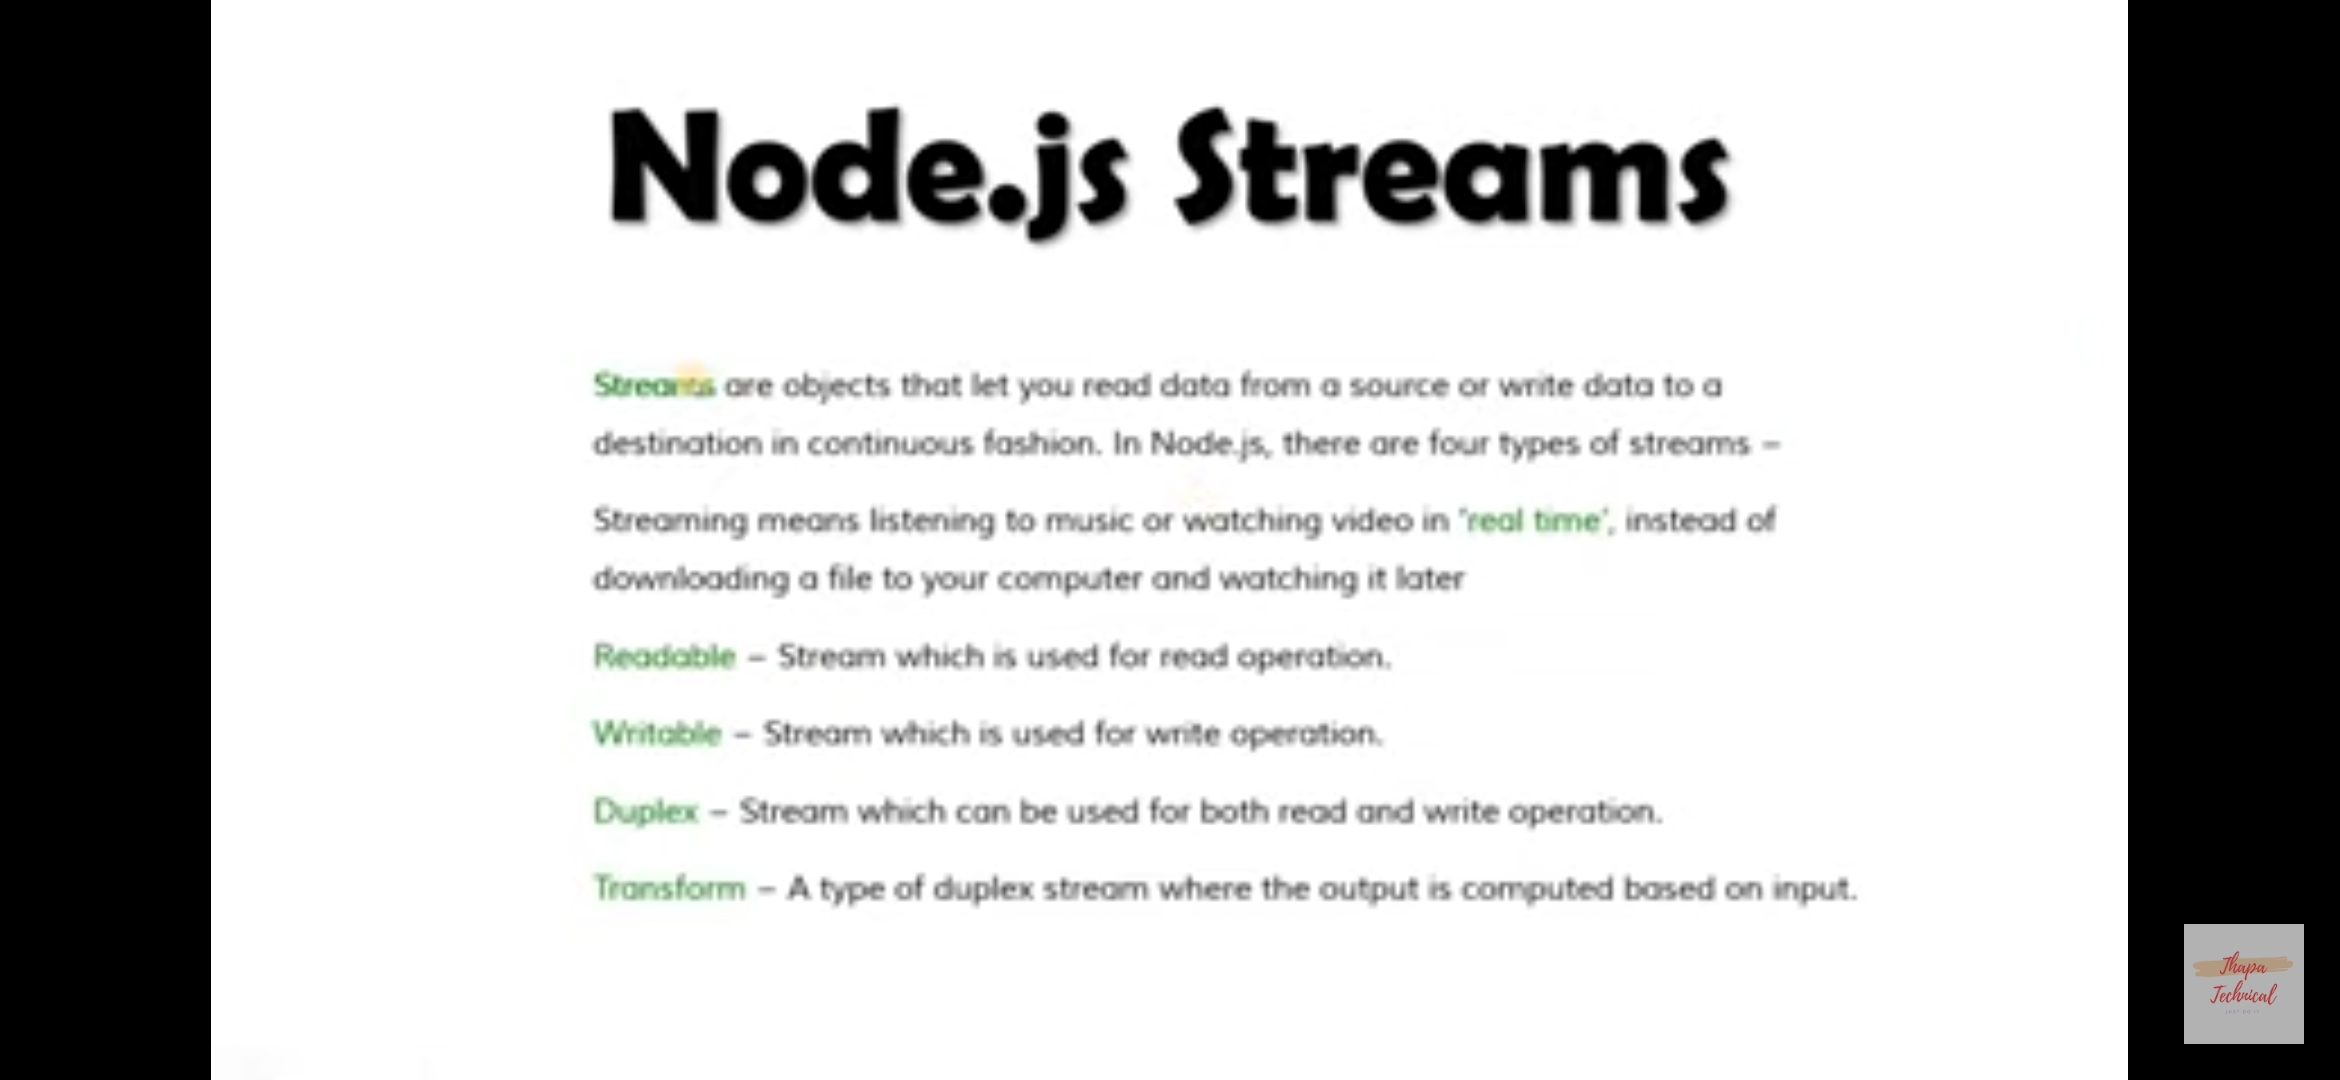 Node.js Streams
Streams are objects that let you read data from a source or write data to a
destination in continuous fashion. In Node.js, there are four types of streams –
Streaming means listening to music or watching video in 'real time', instead of
downloading a file to your computer and watching it later
Readable – Stream which is used for read operation.
Writable – Stream which is used for write operation.
Duplex – Stream which can be used for both read and write operation.
Transform – A type of duplex stream where the output is computed based on input.
Thapa
Technical